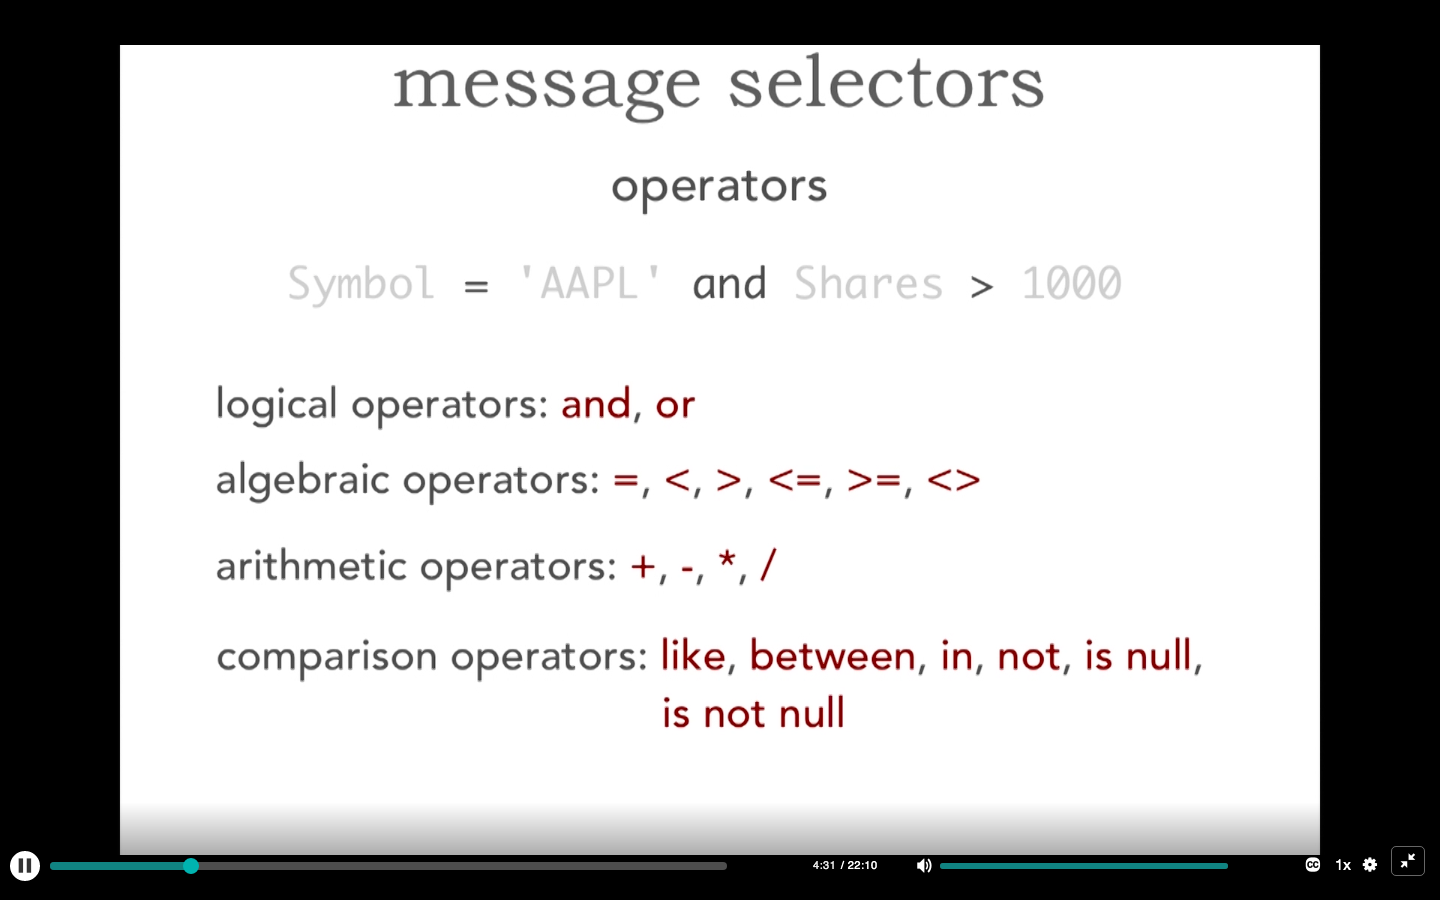 message selectors
operators
Symbol = 'AAPL' and Shares > 1000
logical operators: and, or
algebraic operators: =, <, >, <=, >=, <>
arithmetic operators: +, -, *, /
comparison operators: like, between, in, not, is null,
is not null
4:31 / 22:10 CC 1x